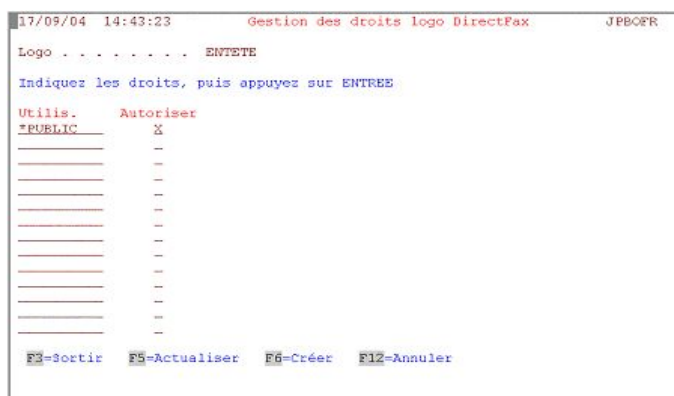 17/09/04 14:43:23 Gestion des droits logo DirectFax JPBOFR
Logo . . . . . . . . ENTETE
Indiquez les droits, puis appuyez sur ENTREE
Utilis. Autoriser
*PUBLIC X
F3=Sortir F5=Actualiser F6=Créer F12=Annuler